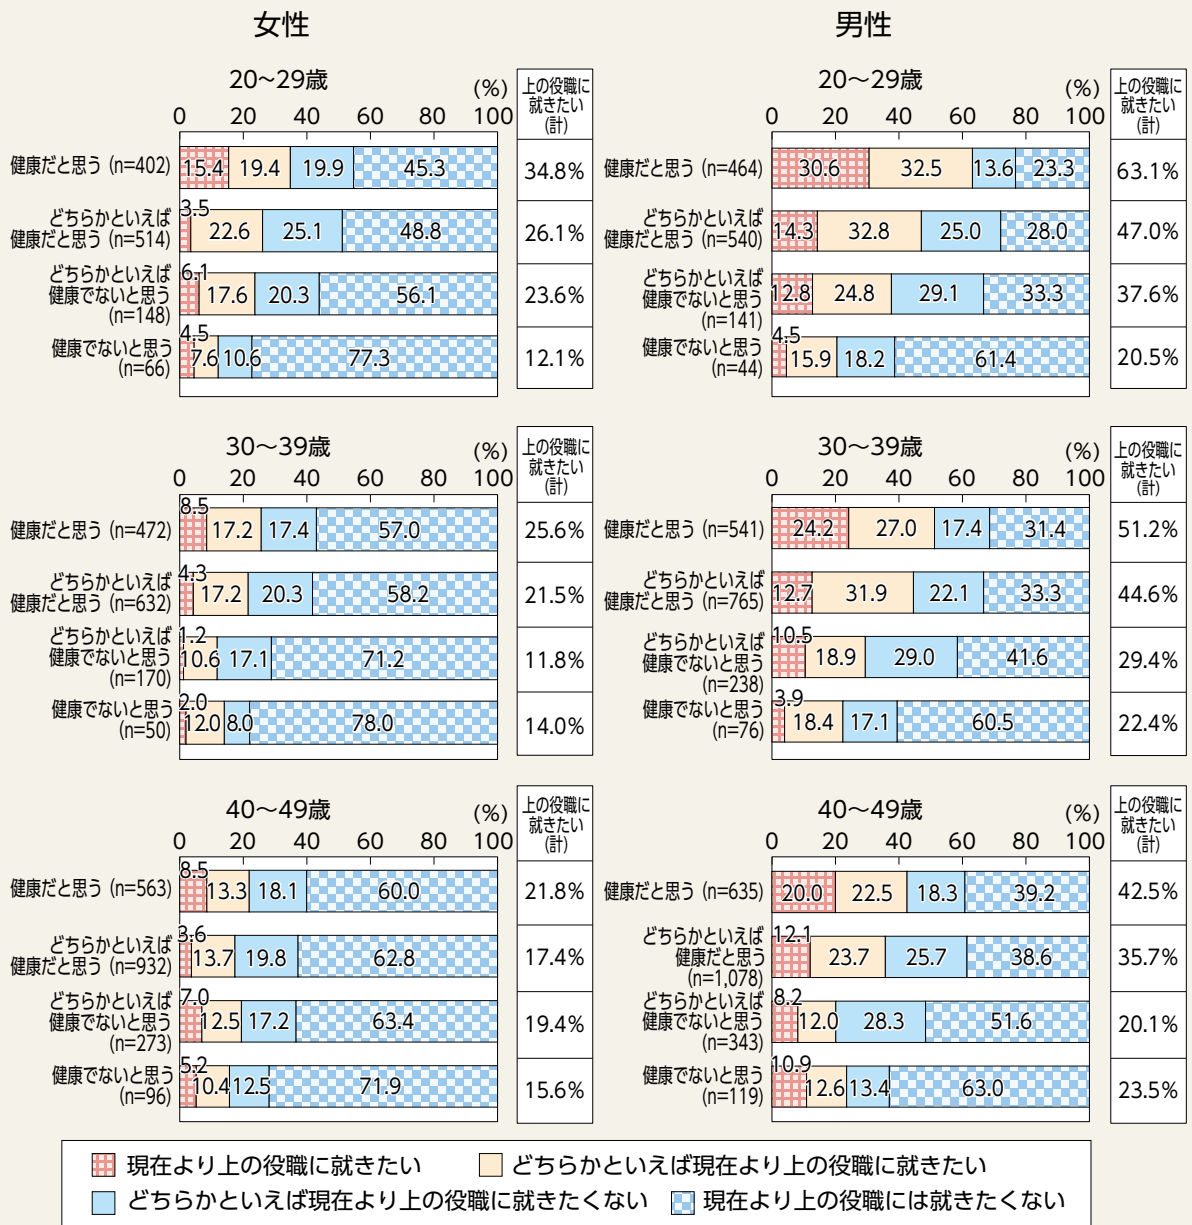 女性
20～29歳
(%)
上の役職に
就きたい
(計)
0 20 40 60 80 100
健康だと思う (n=402) 15.4 19.4 19.9 45.3 34.8%
どちらかといえば
健康だと思う (n=514) 3.5 22.6 25.1 48.8 26.1%
どちらかといえば
健康でないと思う
(n=148) 6.1 17.6 20.3 56.1 23.6%
健康でないと思う
(n=66) 4.5 7.6 10.6 77.3 12.1%
30～39歳
(%)
上の役職に
就きたい
(計)
0 20 40 60 80 100
健康だと思う (n=472) 8.5 17.2 17.4 57.0 25.6%
どちらかといえば
健康だと思う (n=632) 4.3 17.2 20.3 58.2 21.5%
どちらかといえば
健康でないと思う
(n=170) 1.2 10.6 17.1 71.2 11.8%
健康でないと思う
(n=50) 2.0 12.0 8.0 78.0 14.0%
40～49歳
(%)
上の役職に
就きたい
(計)
0 20 40 60 80 100
健康だと思う (n=563) 8.5 13.3 18.1 60.0 21.8%
どちらかといえば
健康だと思う (n=932) 3.6 13.7 19.8 62.8 17.4%
どちらかといえば
健康でないと思う
(n=273) 7.0 12.5 17.2 63.4 19.4%
健康でないと思う
(n=96) 5.2 10.4 12.5 71.9 15.6%
男性
20～29歳
(%)
上の役職に
就きたい
(計)
0 20 40 60 80 100
健康だと思う (n=464) 30.6 32.5 13.6 23.3 63.1%
どちらかといえば
健康だと思う (n=540) 14.3 32.8 25.0 28.0 47.0%
どちらかといえば
健康でないと思う
(n=141) 12.8 24.8 29.1 33.3 37.6%
健康でないと思う
(n=44) 4.5 15.9 18.2 61.4 20.5%
30～39歳
(%)
上の役職に
就きたい
(計)
0 20 40 60 80 100
健康だと思う (n=541) 24.2 27.0 17.4 31.4 51.2%
どちらかといえば
健康だと思う (n=765) 12.7 31.9 22.1 33.3 44.6%
どちらかといえば
健康でないと思う
(n=238) 10.5 18.9 29.0 41.6 29.4%
健康でないと思う
(n=76) 3.9 18.4 17.1 60.5 22.4%
40～49歳
(%)
上の役職に
就きたい
(計)
0 20 40 60 80 100
健康だと思う (n=635) 20.0 22.5 18.3 39.2 42.5%
どちらかといえば
健康だと思う
(n=1,078) 12.1 23.7 25.7 38.6 35.7%
どちらかといえば
健康でないと思う
(n=343) 8.2 12.0 28.3 51.6 20.1%
健康でないと思う
(n=119) 10.9 12.6 13.4 63.0 23.5%
現在より上の役職に就きたい どちらかといえば現在より上の役職に就きたい
どちらかといえば現在より上の役職に就きたくない 現在より上の役職には就きたくない